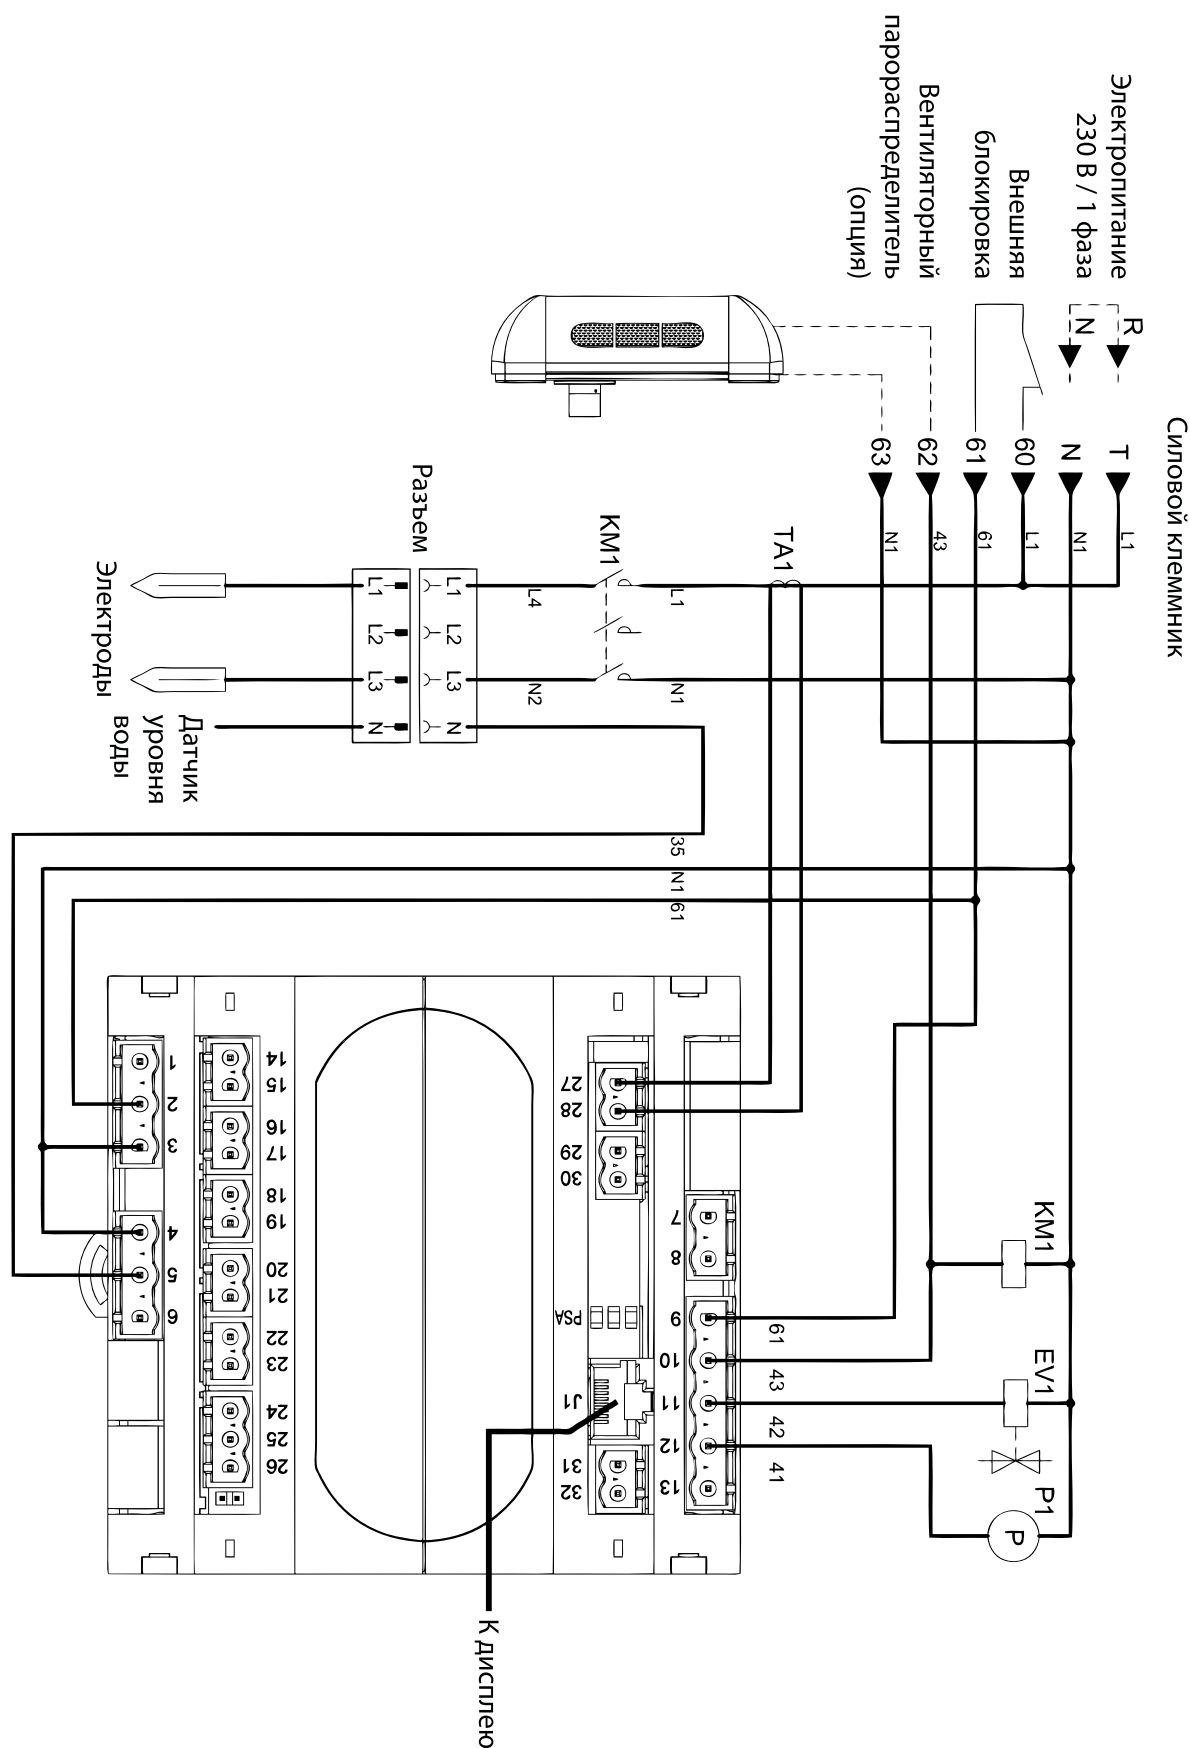 Силовой клеммник
Электропитание
230 В / 1 фаза
R
N
Внешняя
блокировка
Вентиляторный
парораспределитель
(опция)
T
N
60
61
62
63
L1
N1
L1
61
43
N1
TA1
KM1
L1
N1
L4
N2
Разъем
L1
L2
L3
N
L1
L2
L3
N
Электроды
Датчик
уровня
воды
35
N1
61
KM1
EV1
P1
P
61
43
42
41
7
8
9
10
11
12
13
27
28
29
30
PSA
J1
31
32
14
15
16
17
18
19
20
21
22
23
24
25
26
1
2
3
4
5
6
К дисплею